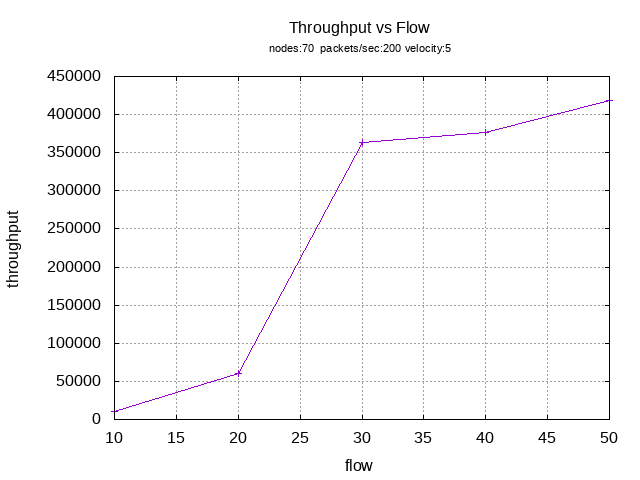 Throughput vs Flow
nodes:70  packets/sec:200 velocity:5
450000
400000
350000
300000
250000
200000
150000
100000
50000
0
throughput
10 15 20 25 30 35 40 45 50
flow